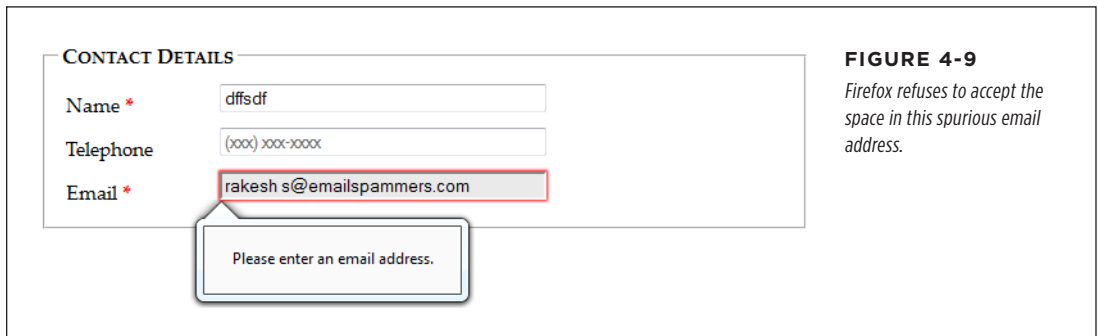 CONTACT DETAILS
Name *
dffsdf
Telephone
(xxx) xxx-xxxx
Email *
rakesh s@emailspammers.com
Please enter an email address.
FIGURE 4-9
Firefox refuses to accept the
space in this spurious email
address.